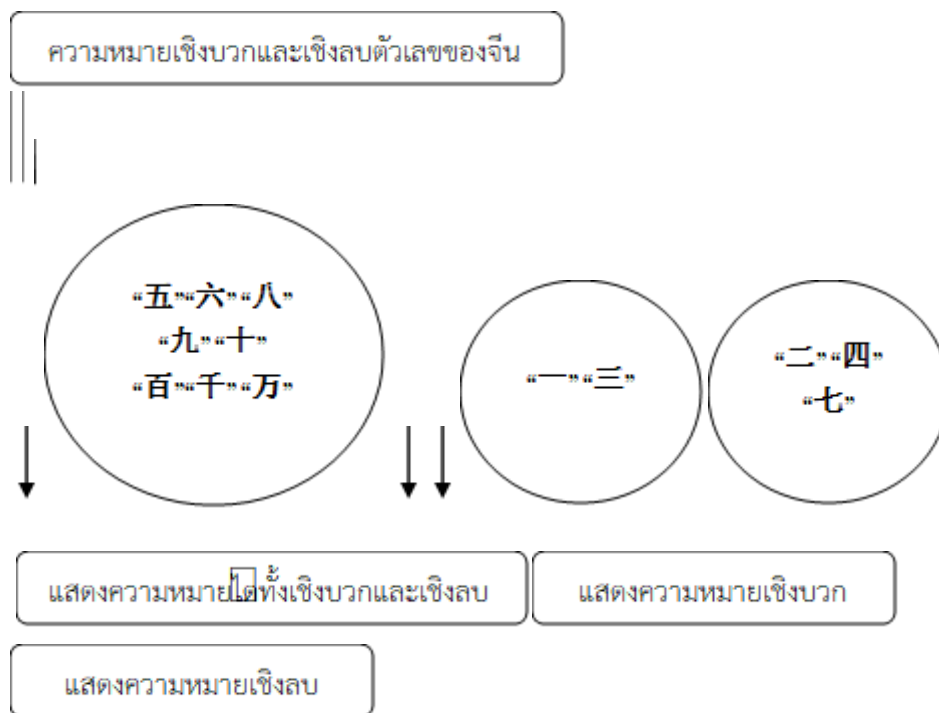 ความหมายเชิงบวกและเชิงลบตัวเลขของจีน
“五”“六”“八”
“九”“十”
“百”“千”“万”
“一”“三”
“二”“四”
“七”
แสดงความหมายไดทั้งเชิงบวกและเชิงลบ
แสดงความหมายเชิงบวก
แสดงความหมายเชิงลบ